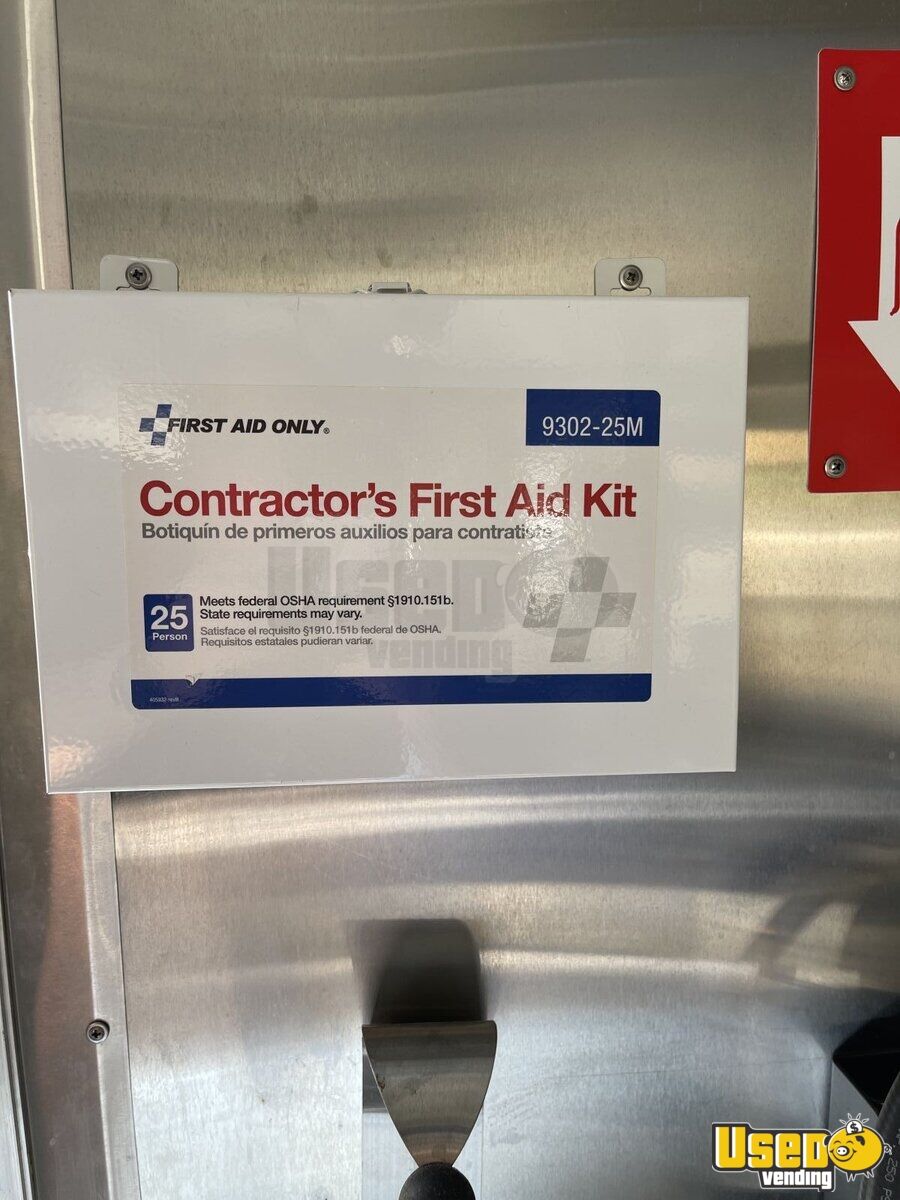 FIRST AID ONLY®
9302-25M
Contractor's First Aid Kit
Botiquín de primeros auxilios para contratista
25
Person
Meets federal OSHA requirement §1910.151b.
State requirements may vary.
Satisface el requisito §1910.151b federal de OSHA.
Requisitos estatales pudieran variar.
USED
vending
USED
vending